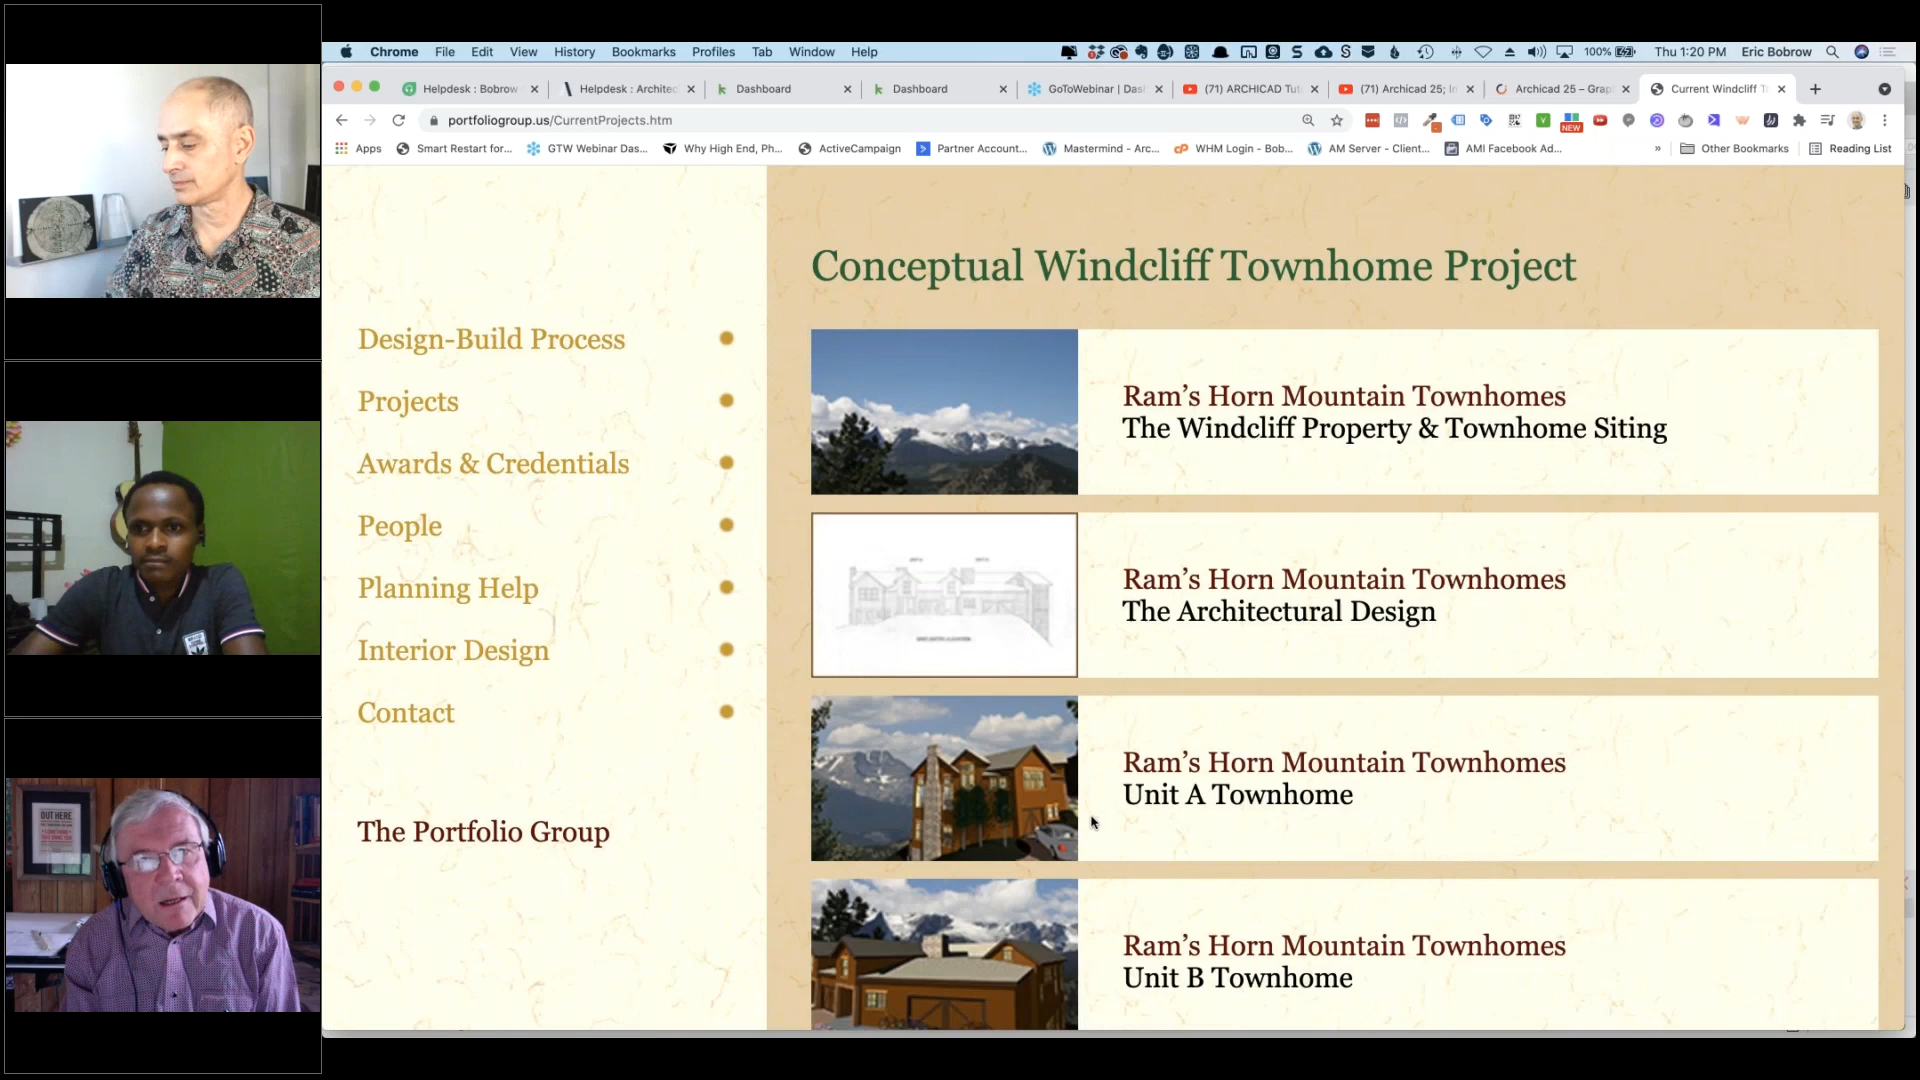 Chrome File Edit View History Bookmarks Profiles Tab Window Help 100% Thu 1:20 PM Eric Bobrow
Helpdesk : Bobrow Helpdesk : Architec Dashboard Dashboard GoToWebinar | Das (71) ARCHICAD Tut (71) Archicad 25; In Archicad 25 – Grap Current Windcliff T
portfoliogroup.us/CurrentProjects.htm
NEW
Apps Smart Restart for... GTW Webinar Das... Why High End, Ph... ActiveCampaign Partner Account... Mastermind - Arc... WHM Login - Bob... AM Server - Client... AMI Facebook Ad... » Other Bookmarks Reading List
Conceptual Windcliff Townhome Project
Design-Build Process
Projects
Awards & Credentials
People
Planning Help
Interior Design
Contact
The Portfolio Group
Ram’s Horn Mountain Townhomes
The Windcliff Property & Townhome Siting
Ram’s Horn Mountain Townhomes
The Architectural Design
Ram’s Horn Mountain Townhomes
Unit A Townhome
Ram’s Horn Mountain Townhomes
Unit B Townhome
OUT HERE